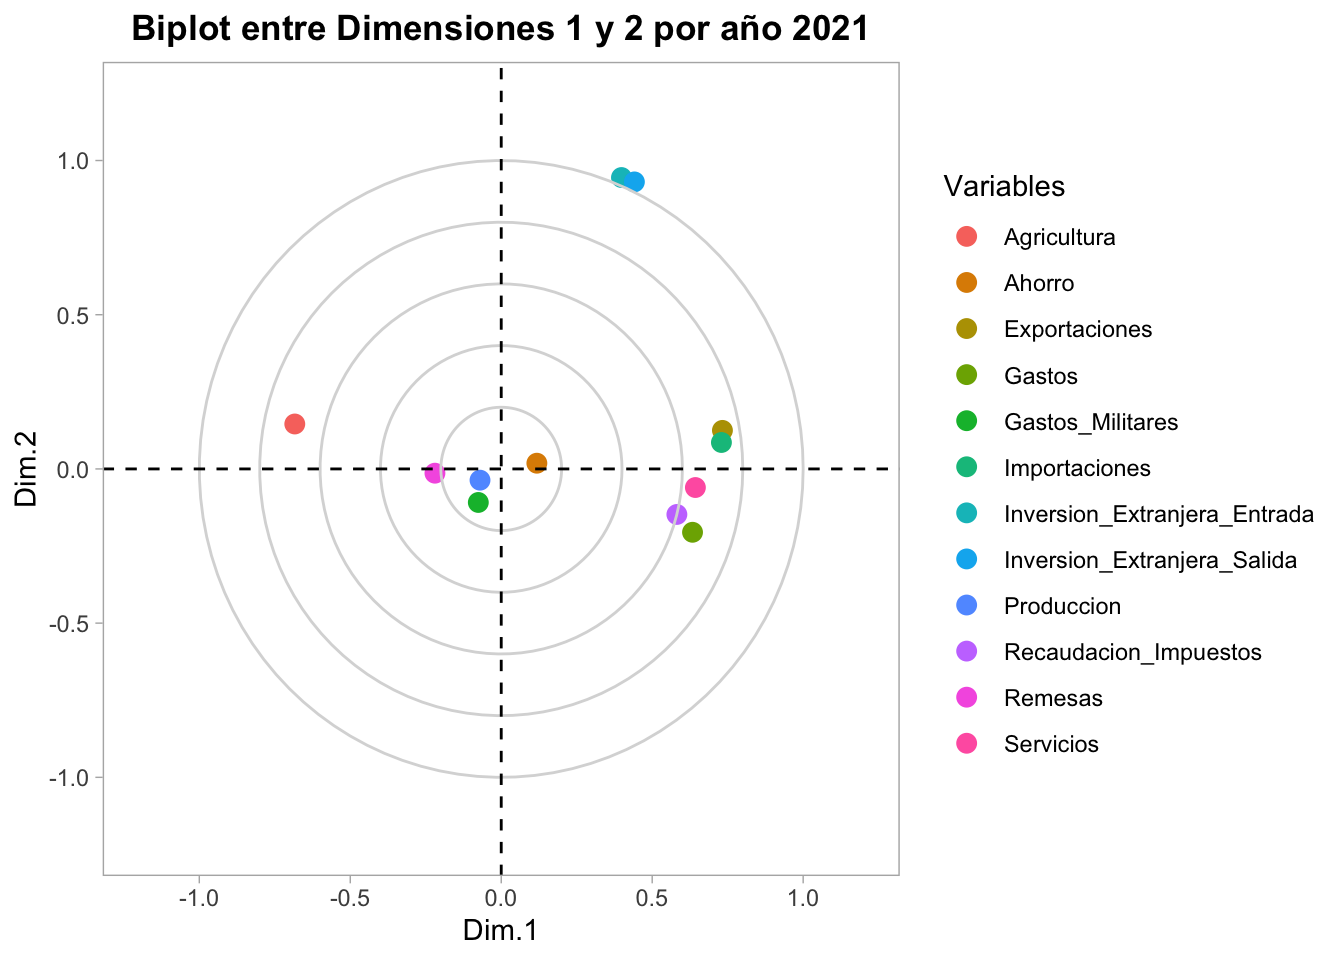 Biplot entre Dimensiones 1 y 2 por año 2021
1.0
0.5
0.0
-0.5
-1.0
Dim.2
-1.0
-0.5
0.0
0.5
1.0
Dim.1
Variables
Agricultura
Ahorro
Exportaciones
Gastos
Gastos_Militares
Importaciones
Inversion_Extranjera_Entrada
Inversion_Extranjera_Salida
Produccion
Recaudacion_Impuestos
Remesas
Servicios